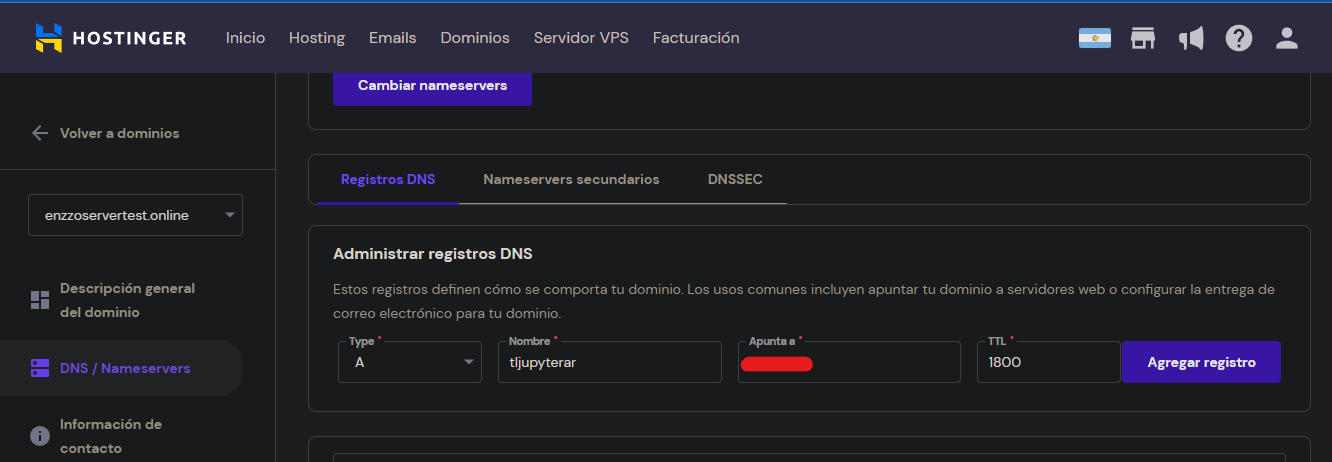 HOSTINGER Inicio Hosting Emails Dominios Servidor VPS Facturación
Cambiar nameservers
Volver a dominios
Registros DNS Nameservers secundarios DNSSEC
enzzoservertest.online
Administrar registros DNS
Estos registros definen cómo se comporta tu dominio. Los usos comunes incluyen apuntar tu dominio a servidores web o configurar la entrega de
correo electrónico para tu dominio.
Descripción general
del dominio
Type * Nombre * Apunta a * TTL *
A tljupyterar 1800 Agregar registro
DNS / Nameservers
Información de
contacto